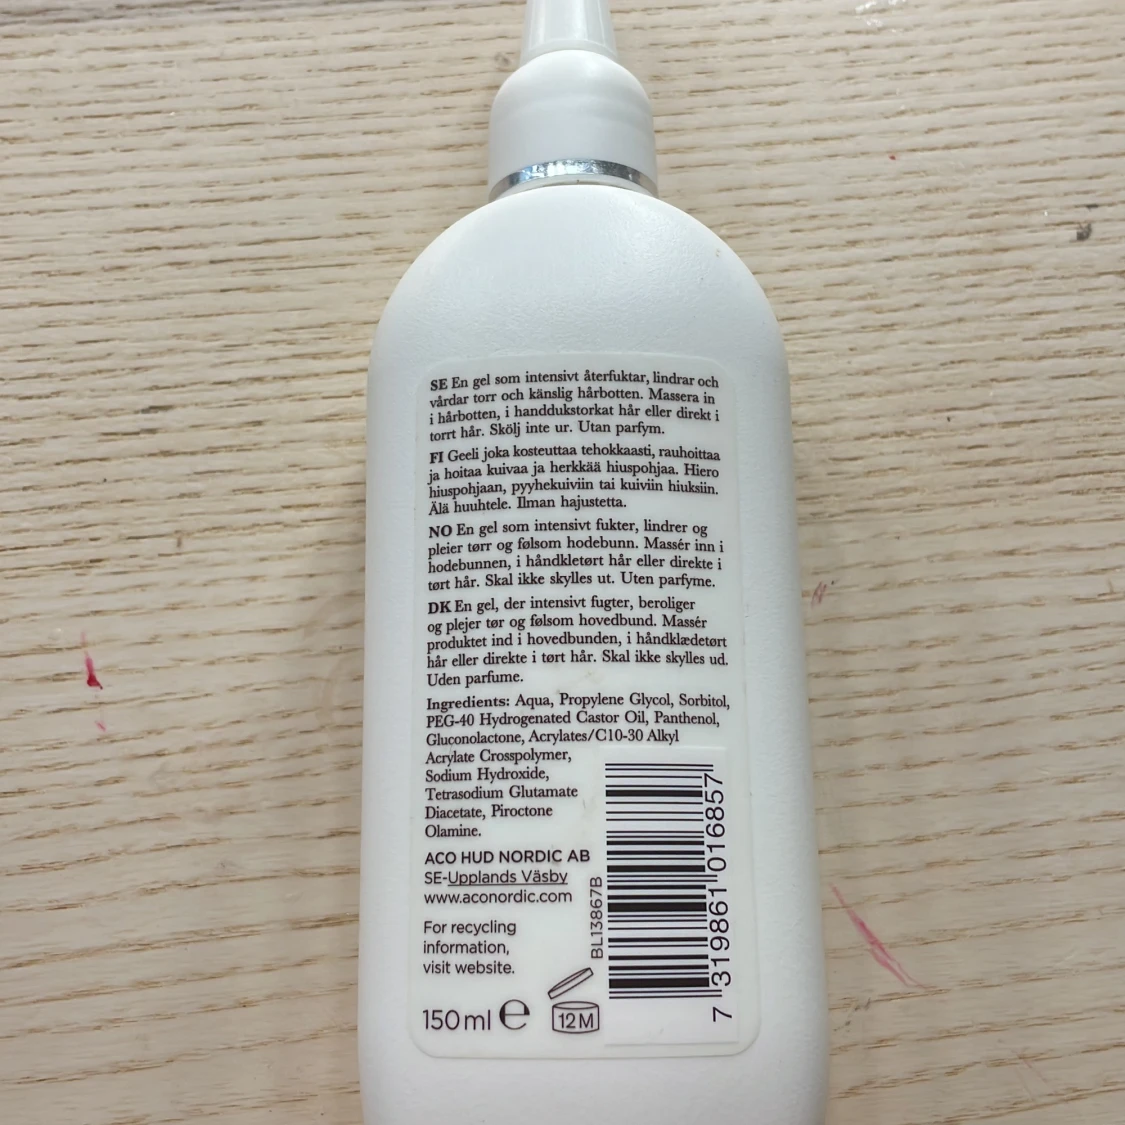 SE En gel som intensivt återfuktar, lindrar och
vårdar torr och känslig hårbotten. Massera in
i hårbotten, i handdukstorkat hår eller direkt i
torrt hår. Skölj inte ur. Utan parfym.
FI Geeli joka kosteuttaa tehokkaasti, rauhoittaa
ja hoitaa kuivaa ja herkkää hiuspohjaa. Hiero
hiuspohjaan, pyyhekuiviin tai kuiviin hiuksiin.
Älä huuhtele. Ilman hajustetta.
NO En gel som intensivt fukter, lindrer og
pleier tørr og følsom hodebunn. Massér inn i
hodebunnen, i håndkletørt hår eller direkte i
tørt hår. Skal ikke skylles ut. Uten parfyme.
DK En gel, der intensivt fugter, beroliger
og plejer tør og følsom hovedbund. Massér
produktet ind i hovedbunden, i håndklædetørt
hår eller direkte i tørt hår. Skal ikke skylles ud.
Uden parfume.
Ingredients: Aqua, Propylene Glycol, Sorbitol,
PEG-40 Hydrogenated Castor Oil, Panthenol,
Gluconolactone, Acrylates/C10-30 Alkyl
Acrylate Crosspolymer,
Sodium Hydroxide,
Tetrasodium Glutamate
Diacetate, Piroctone
Olamine.
ACO HUD NORDIC AB
SE-Upplands Väsby
www.aconordic.com
For recycling
information,
visit website.
150 ml e
12M
BL13867B
7 319861 016857